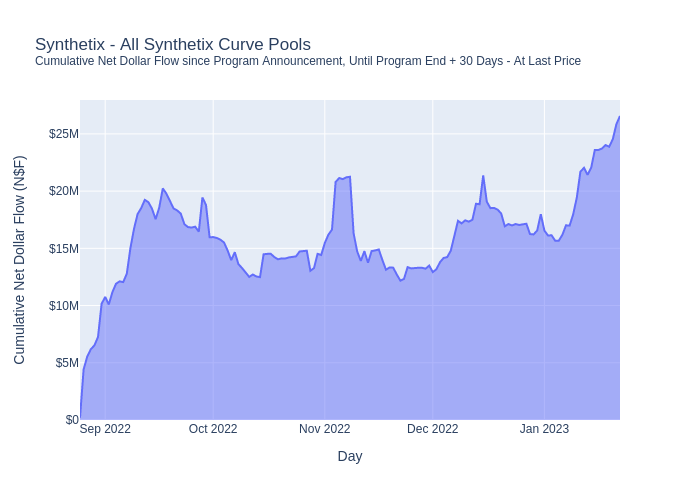 Synthetix - All Synthetix Curve Pools
Cumulative Net Dollar Flow since Program Announcement, Until Program End + 30 Days - At Last Price
Cumulative Net Dollar Flow (N$F)
$25M
$20M
$15M
$10M
$5M
$0
Sep 2022 Oct 2022 Nov 2022 Dec 2022 Jan 2023
Day